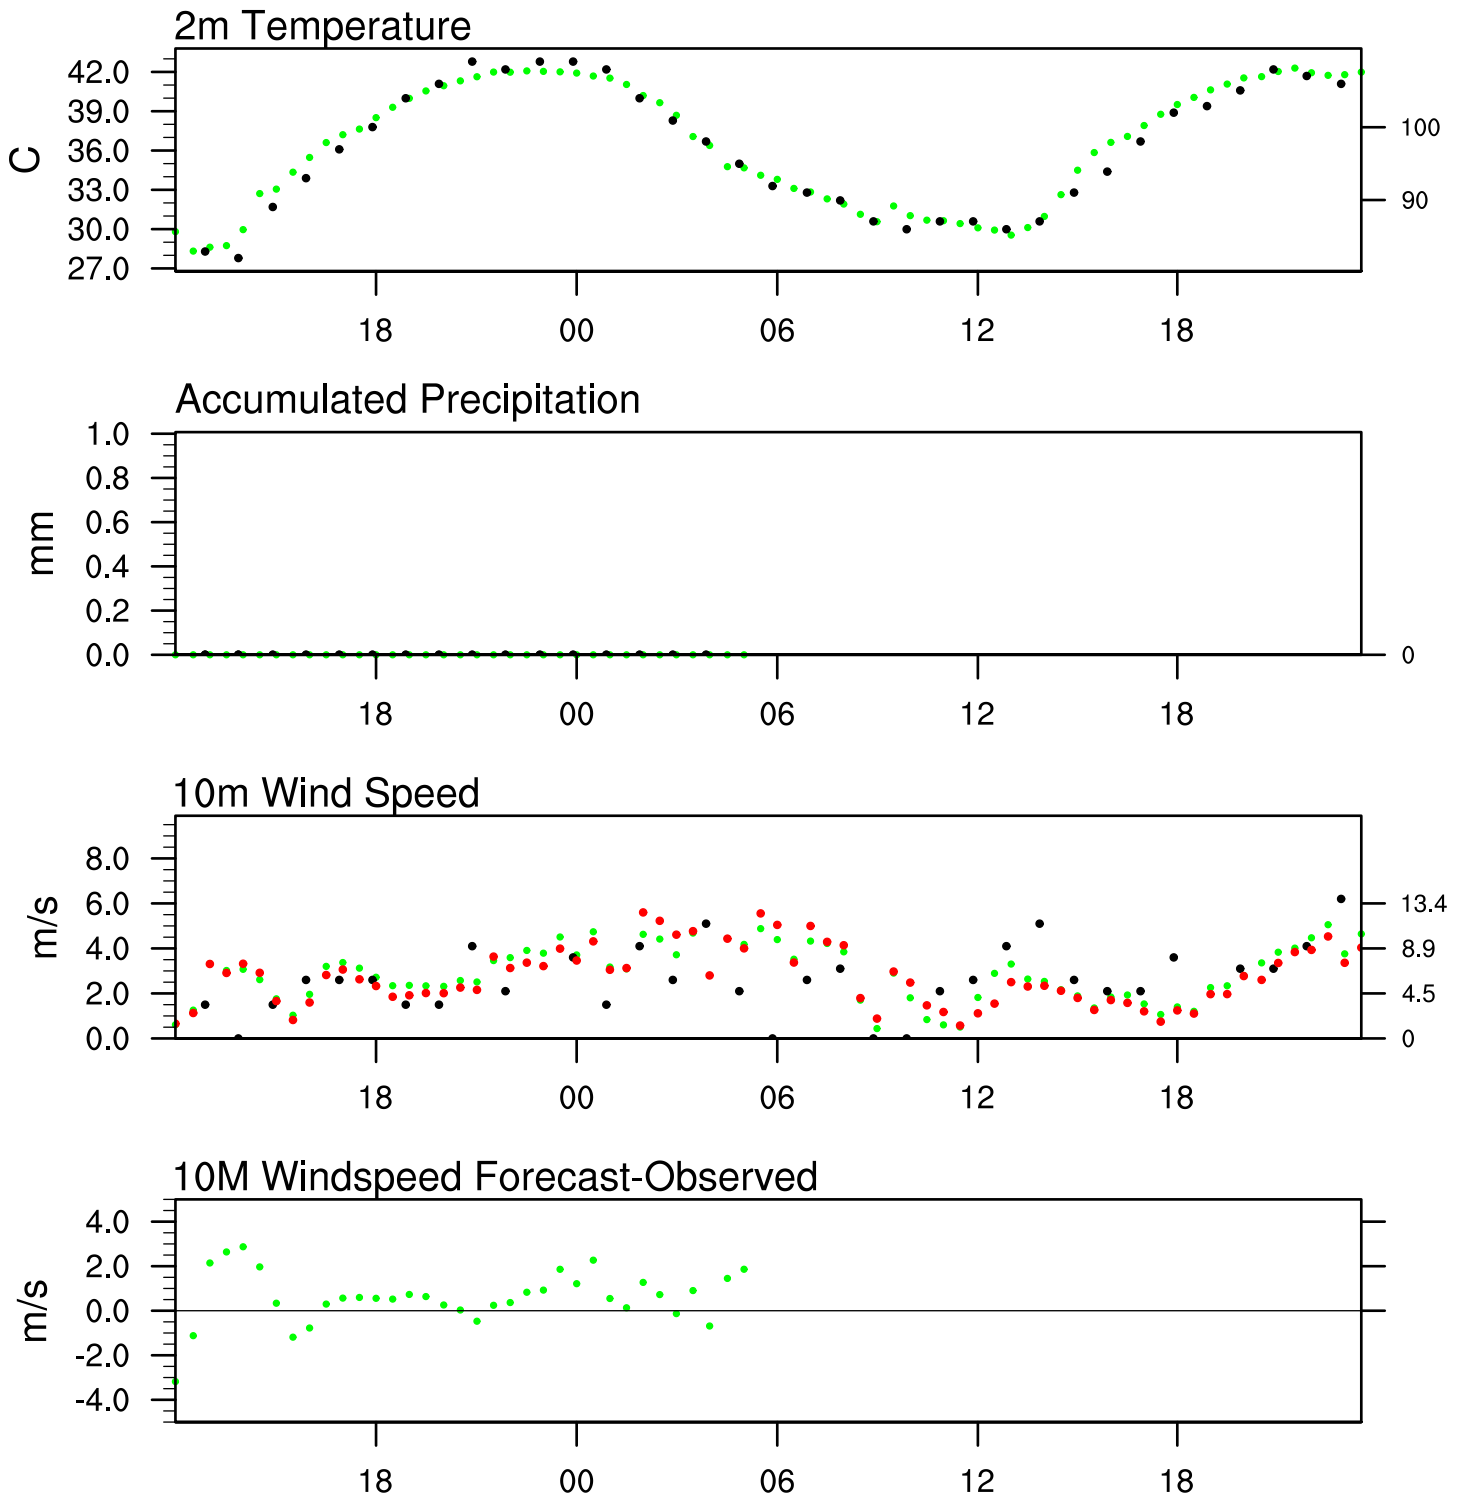 2m Temperature
C
42.0
39.0
36.0
33.0
30.0
27.0
100
90
18 00 06 12 18
Accumulated Precipitation
mm
1.0
0.8
0.6
0.4
0.2
0.0
0
18 00 06 12 18
10m Wind Speed
m/s
8.0
6.0
4.0
2.0
0.0
13.4
8.9
4.5
0
18 00 06 12 18
10M Windspeed Forecast-Observed
m/s
4.0
2.0
0.0
-2.0
-4.0
18 00 06 12 18